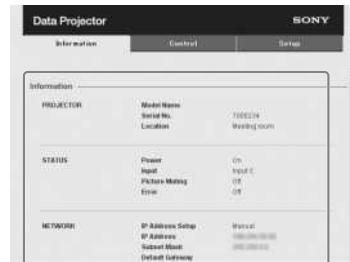 Data Projector SONY
Information Control Setup
Information
PROJECTOR Model Name
Serial No. 7000234
Location Meeting room
STATUS Power On
Input Input C
Picture Muting Off
Error Off
NETWORK IP Address Setup Manual
IP Address
Subnet Mask
Default Gateway